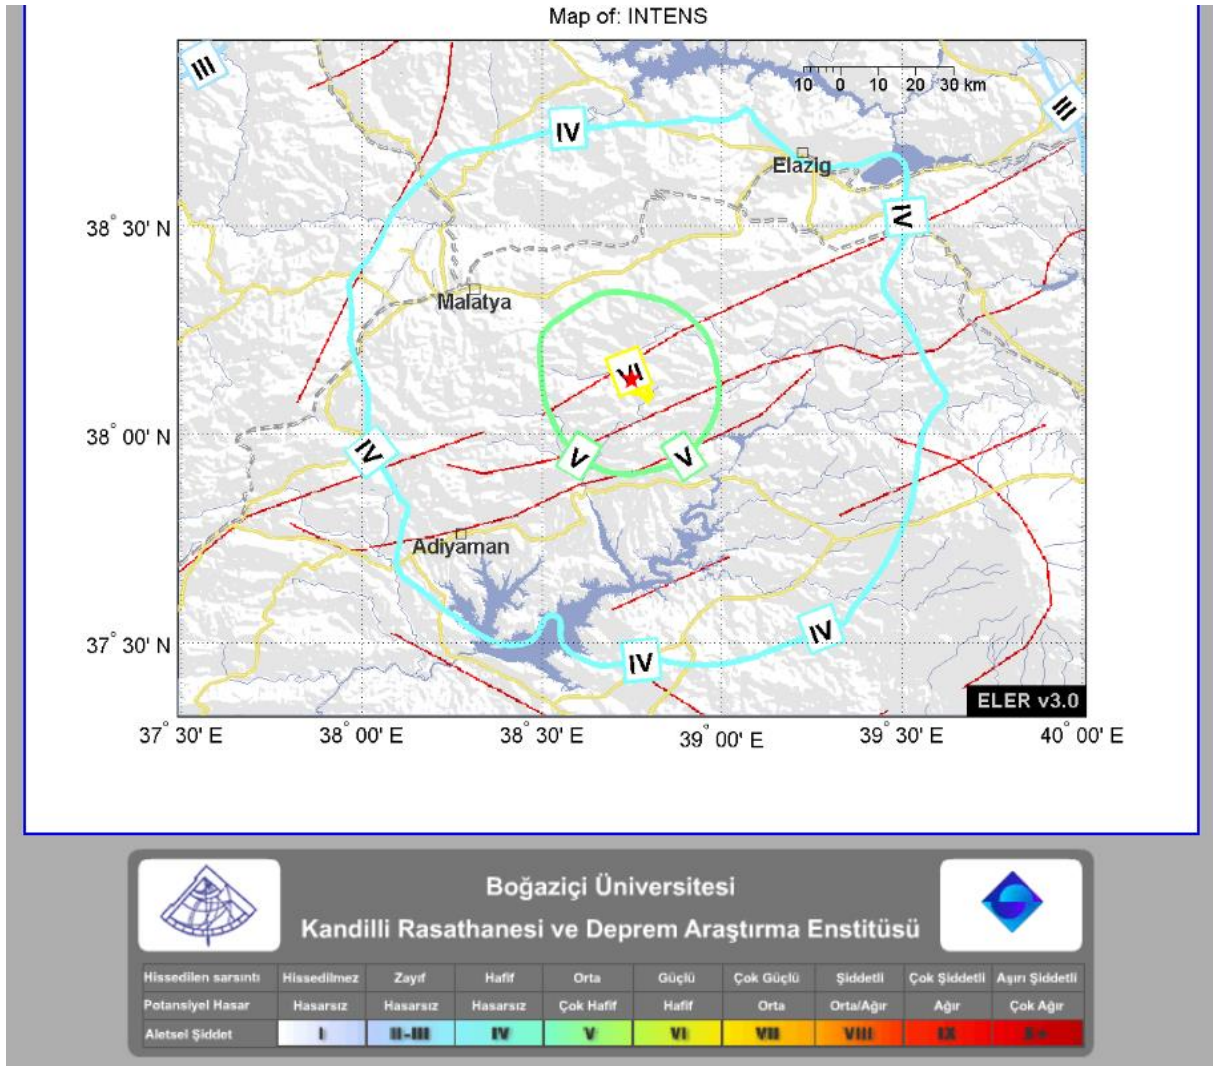 Map of: INTENS
III
IV
10 0 10 20 30 km
III
Elazig
IV
38° 30' N
Malatya
VI
38° 00' N
IV
V
V
Adiyaman
IV
37° 30' N
IV
ELER v3.0
37° 30' E
38° 00' E
38° 30' E
39° 00' E
39° 30' E
40° 00' E
Boğaziçi Üniversitesi
Kandilli Rasathanesi ve Deprem Araştırma Enstitüsü
Hissedilen sarsıntı Hissedilmez Zayıf Hafif Orta Güçlü Çok Güçlü Şiddetli Çok Şiddetli Aşırı Şiddetli
Potansiyel Hasar Hasarsız Hasarsız Hasarsız Çok Hafif Hafif Orta Orta/Ağır Ağır Çok Ağır
Aletsel Şiddet I II-III IV V VI VII VIII IX X+